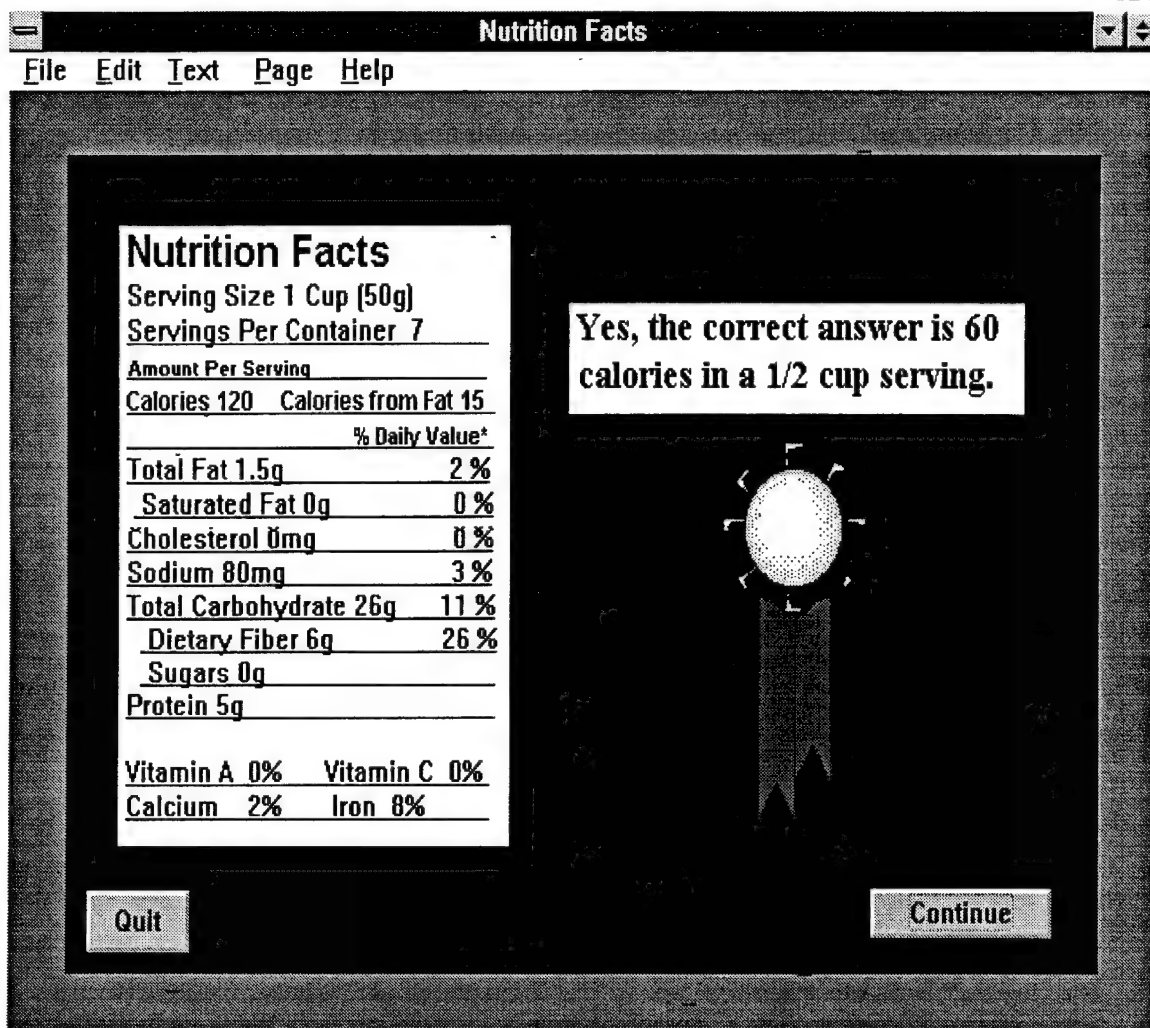 Nutrition Facts
File Edit Text Page Help
Nutrition Facts
Serving Size 1 Cup (50g)
Servings Per Container 7
Amount Per Serving
Calories 120 Calories from Fat 15
% Daily Value*
Total Fat 1.5g 2 %
Saturated Fat 0g 0 %
Cholesterol 0mg 0 %
Sodium 80mg 3 %
Total Carbohydrate 26g 11 %
Dietary Fiber 6g 26 %
Sugars 0g
Protein 5g
Vitamin A 0% Vitamin C 0%
Calcium 2% Iron 8%
Yes, the correct answer is 60
calories in a 1/2 cup serving.
Quit
Continue